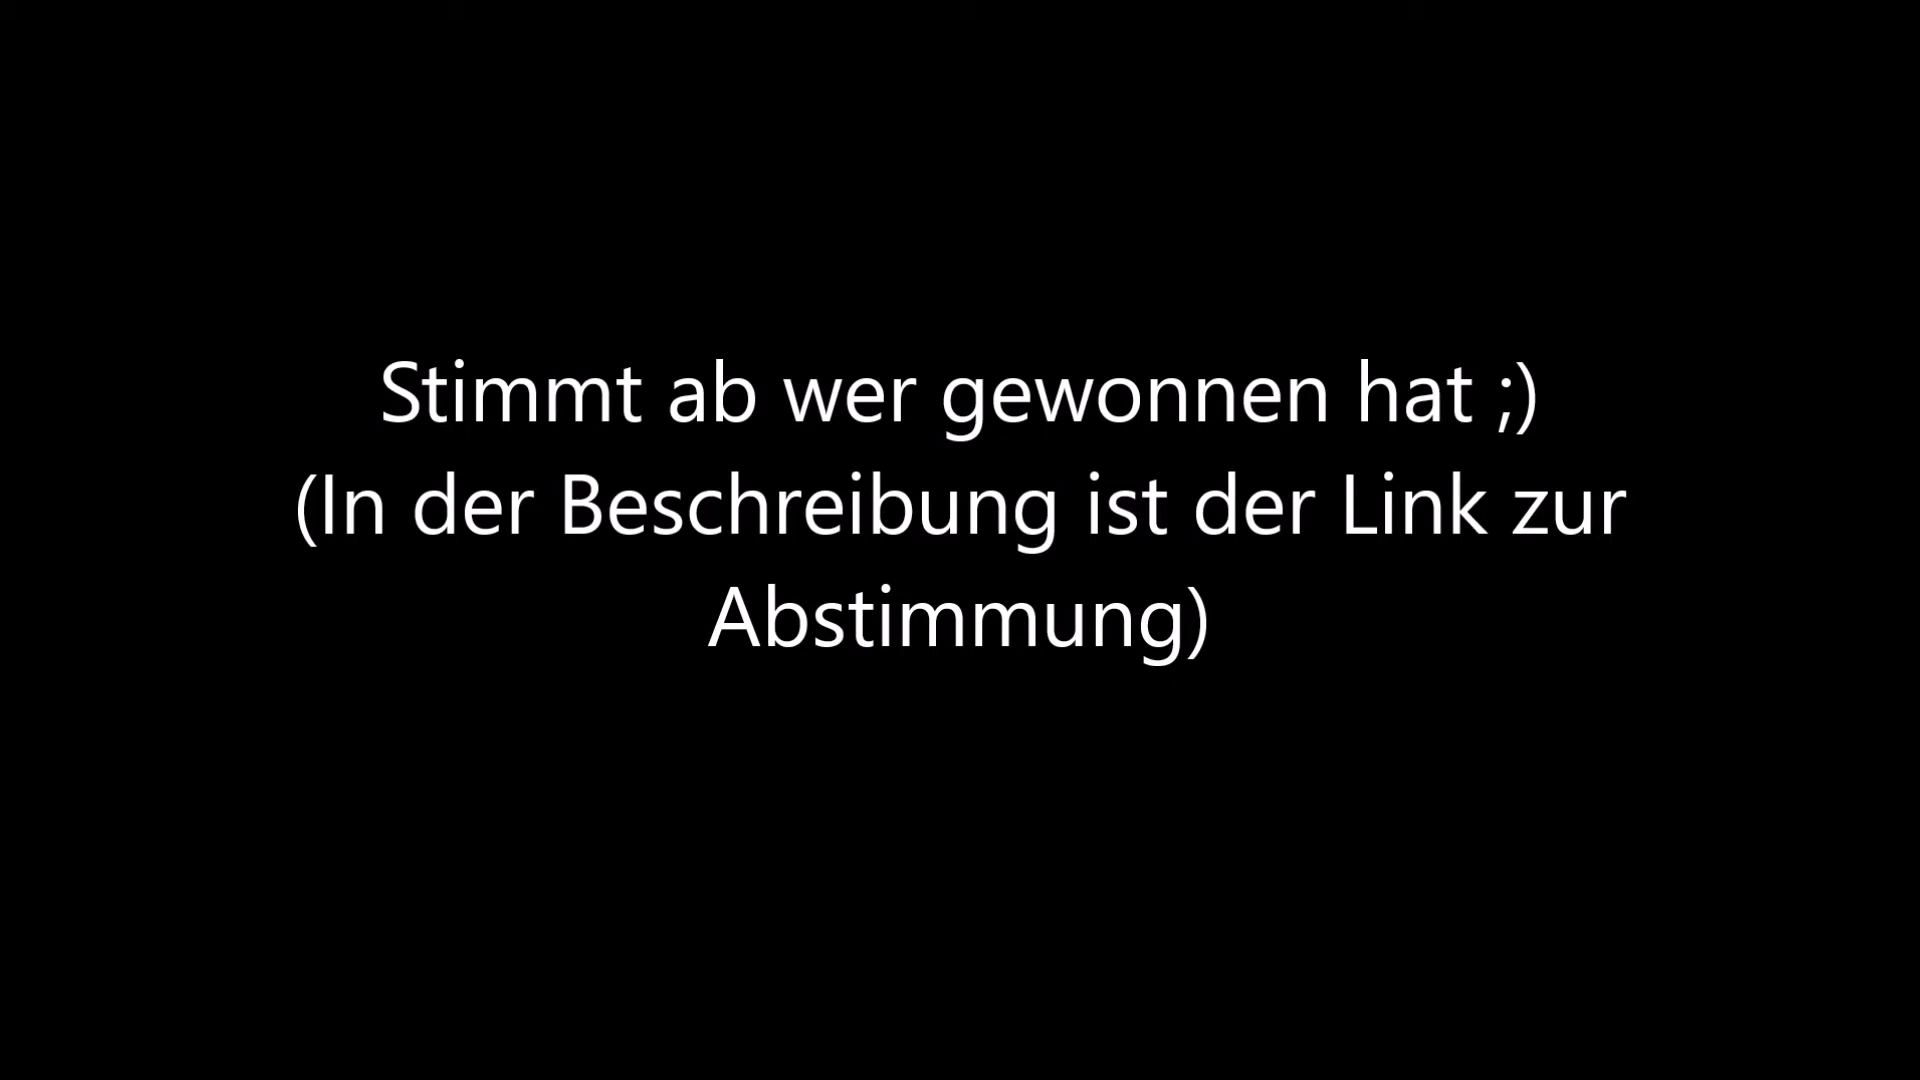 Stimmt ab wer gewonnen hat ;)
(In der Beschreibung ist der Link zur
Abstimmung)